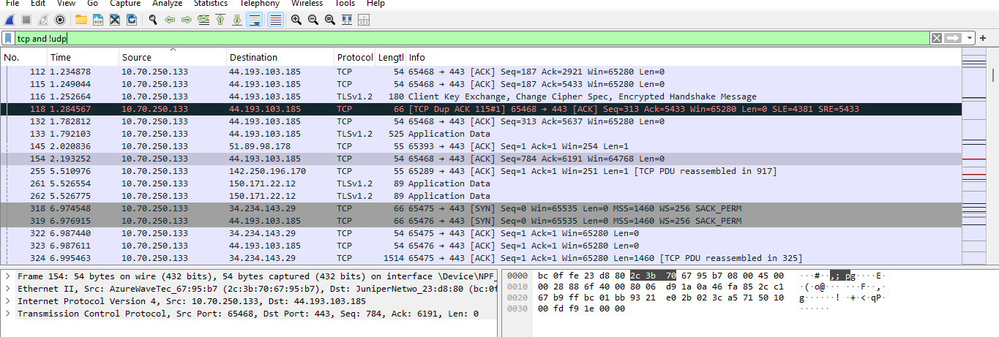 File Edit View Go Capture Analyze Statistics Telephony Wireless Tools Help
tcp and !udp
No. Time Source Destination Protocol Lengtl Info
112 1.234878 10.70.250.133 44.193.103.185 TCP 54 65468 → 443 [ACK] Seq=187 Ack=2921 Win=65280 Len=0
115 1.249044 10.70.250.133 44.193.103.185 TCP 54 65468 → 443 [ACK] Seq=187 Ack=5433 Win=65280 Len=0
116 1.252664 10.70.250.133 44.193.103.185 TLSv1.2 180 Client Key Exchange, Change Cipher Spec, Encrypted Handshake Message
118 1.284567 10.70.250.133 44.193.103.185 TCP 66 [TCP Dup ACK 115#1] 65468 → 443 [ACK] Seq=313 Ack=5433 Win=65280 Len=0 SLE=4381 SRE=5433
132 1.782812 10.70.250.133 44.193.103.185 TCP 54 65468 → 443 [ACK] Seq=313 Ack=5637 Win=65280 Len=0
133 1.792103 10.70.250.133 44.193.103.185 TLSv1.2 525 Application Data
145 2.020836 10.70.250.133 51.89.98.178 TCP 55 65393 → 443 [ACK] Seq=1 Ack=1 Win=254 Len=1
154 2.193252 10.70.250.133 44.193.103.185 TCP 54 65468 → 443 [ACK] Seq=784 Ack=6191 Win=64768 Len=0
255 5.510976 10.70.250.133 142.250.196.170 TCP 55 65289 → 443 [ACK] Seq=1 Ack=1 Win=251 Len=1 [TCP PDU reassembled in 917]
261 5.526554 10.70.250.133 150.171.22.12 TLSv1.2 89 Application Data
262 5.526775 10.70.250.133 150.171.22.12 TLSv1.2 89 Application Data
318 6.974548 10.70.250.133 34.234.143.29 TCP 66 65475 → 443 [SYN] Seq=0 Win=65535 Len=0 MSS=1460 WS=256 SACK_PERM
319 6.976915 10.70.250.133 44.193.103.185 TCP 66 65476 → 443 [SYN] Seq=0 Win=65535 Len=0 MSS=1460 WS=256 SACK_PERM
322 6.987440 10.70.250.133 34.234.143.29 TCP 54 65475 → 443 [ACK] Seq=1 Ack=1 Win=65280 Len=0
323 6.987611 10.70.250.133 44.193.103.185 TCP 54 65476 → 443 [ACK] Seq=1 Ack=1 Win=65280 Len=0
324 6.995463 10.70.250.133 34.234.143.29 TCP 1514 65475 → 443 [ACK] Seq=1 Ack=1 Win=65280 Len=1460 [TCP PDU reassembled in 325]
Frame 154: 54 bytes on wire (432 bits), 54 bytes captured (432 bits) on interface \Device\NPF_
Ethernet II, Src: AzureWaveTec_67:95:b7 (2c:3b:70:67:95:b7), Dst: JuniperNetwo_23:d8:80 (bc:0f
Internet Protocol Version 4, Src: 10.70.250.133, Dst: 44.193.103.185
Transmission Control Protocol, Src Port: 65468, Dst Port: 443, Seq: 784, Ack: 6191, Len: 0
0000 bc 0f fe 23 d8 80 2c 3b 70 67 95 b7 08 00 45 00 ···#··,; pg····E·
0010 00 28 88 6f 40 00 80 06 d9 1a 0a 46 fa 85 2c c1 ·(·o@··· ···F··,·
0020 67 b9 ff bc 01 bb 93 21 e0 2b 02 3c a5 71 50 10 g······! ·+·<·qP·
0030 00 fd f9 1e 00 00 ······